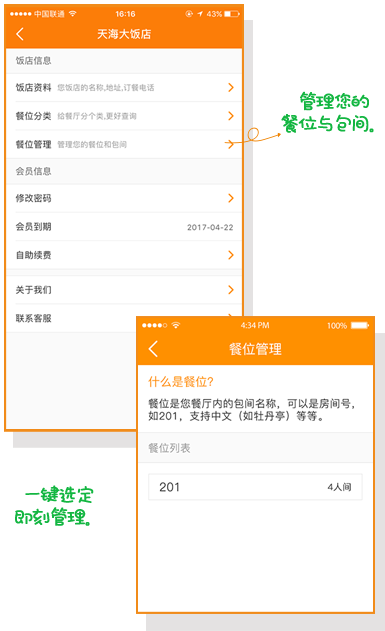 中国联通 16:16 43%
天海大饭店
饭店信息
饭店资料 您饭店的名称,地址,订餐电话
餐位分类 给餐厅分个类,更好查询
餐位管理 管理您的餐位和包间
会员信息
修改密码
会员到期 2017-04-22
自助续费
关于我们
联系客服
管理您的
餐位与包间。
4:34 PM 100%
餐位管理
什么是餐位?
餐位是您餐厅内的包间名称，可以是房间号，
如201，支持中文（如牡丹亭）等等。
餐位列表
201 4人间
一键选定
即刻管理。